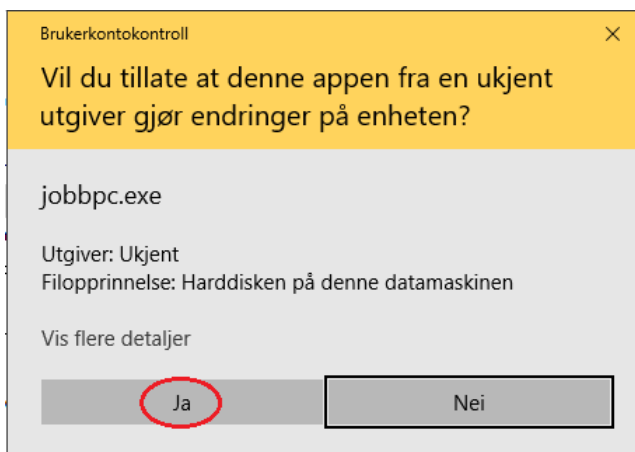 Brukerkontokontroll
Vil du tillate at denne appen fra en ukjent
utgiver gjør endringer på enheten?
jobbpc.exe
Utgiver: Ukjent
Filopprinnelse: Harddisken på denne datamaskinen
Vis flere detaljer
Ja
Nei